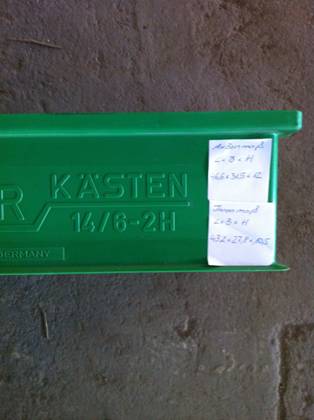 R KÄSTEN
14/6-2H
GERMANY
Außenmaß
L × B × H
Innenmaß
L × B × H